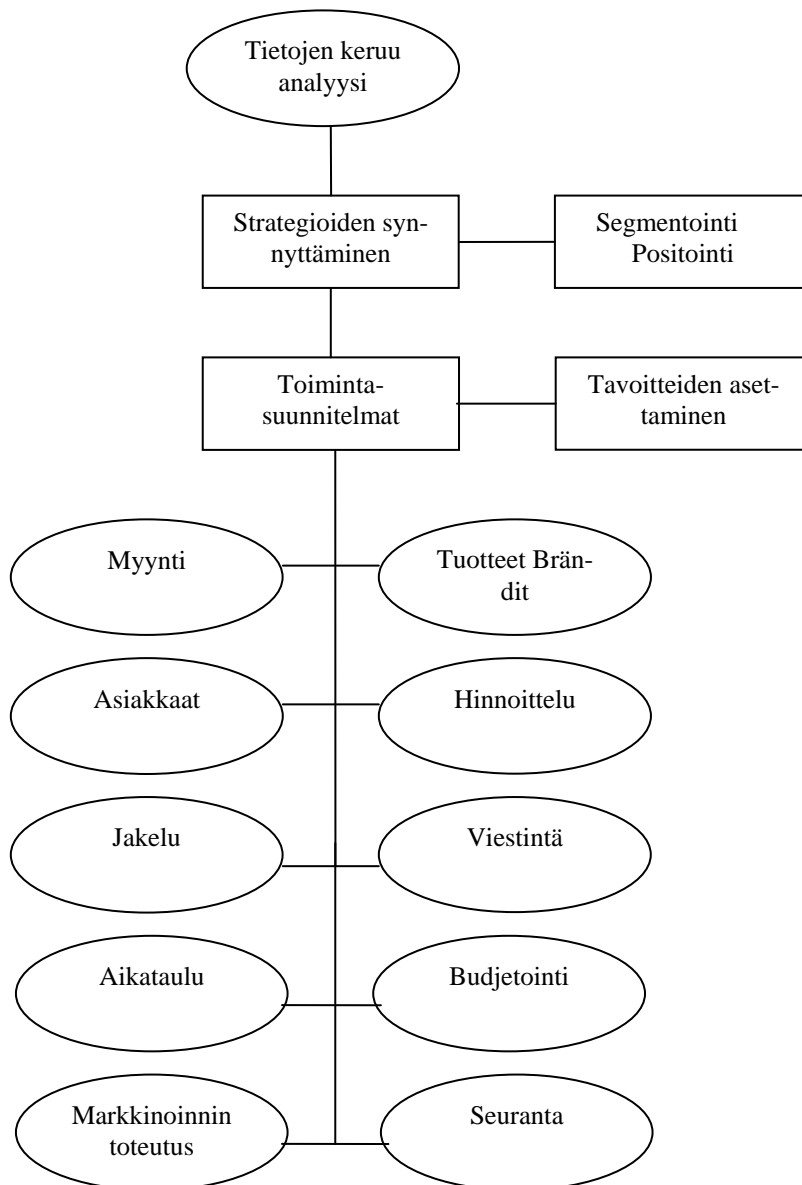 Tietojen keruu
analyysi
Strategioiden syn-
nyttäminen
Segmentointi
Positointi
Toiminta-
suunnitelmat
Tavoitteiden aset-
taminen
Myynti
Tuotteet Brän-
dit
Asiakkaat
Hinnoittelu
Jakelu
Viestintä
Aikataulu
Budjetointi
Markkinoinnin
toteutus
Seuranta